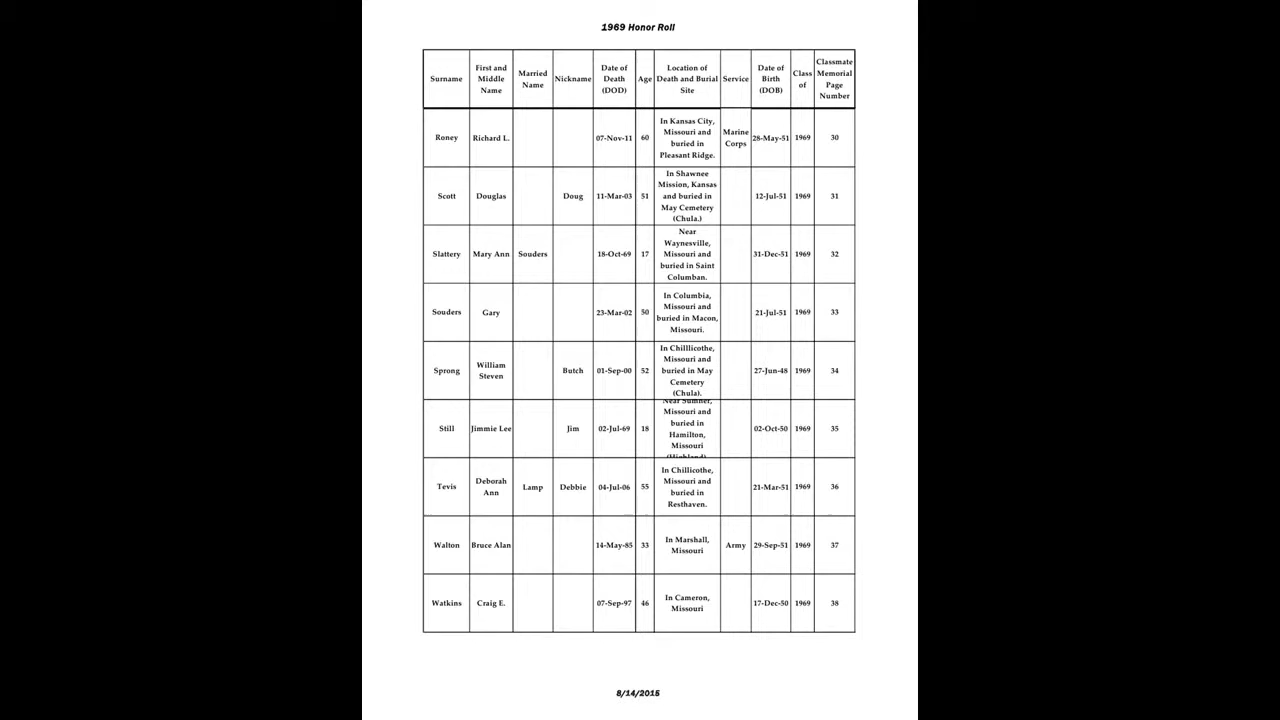 1969 Honor Roll
Surname First and Middle Name Married Name Nickname Date of Death (DOD) Age Location of Death and Burial Site Service Date of Birth (DOB) Class of Classmate Memorial Page Number
Roney Richard L. 07-Nov-11 60 In Kansas City, Missouri and buried in Pleasant Ridge. Marine Corps 28-May-51 1969 30
Scott Douglas Doug 11-Mar-03 51 In Shawnee Mission, Kansas and buried in May Cemetery (Chula.) 12-Jul-51 1969 31
Slattery Mary Ann Souders 18-Oct-69 17 Near Waynesville, Missouri and buried in Saint Columban. 31-Dec-51 1969 32
Souders Gary 23-Mar-02 50 In Columbia, Missouri and buried in Macon, Missouri. 21-Jul-51 1969 33
Sprong William Steven Butch 01-Sep-00 52 In Chilllicothe, Missouri and buried in May Cemetery (Chula). 27-Jun-48 1969 34
Still Jimmie Lee Jim 02-Jul-69 18 Near Sumner, Missouri and buried in Hamilton, Missouri (Highland) 02-Oct-50 1969 35
Tevis Deborah Ann Lamp Debbie 04-Jul-06 55 In Chillicothe, Missouri and buried in Resthaven. 21-Mar-51 1969 36
Walton Bruce Alan 14-May-85 33 In Marshall, Missouri Army 29-Sep-51 1969 37
Watkins Craig E. 07-Sep-97 46 In Cameron, Missouri 17-Dec-50 1969 38
8/14/2015